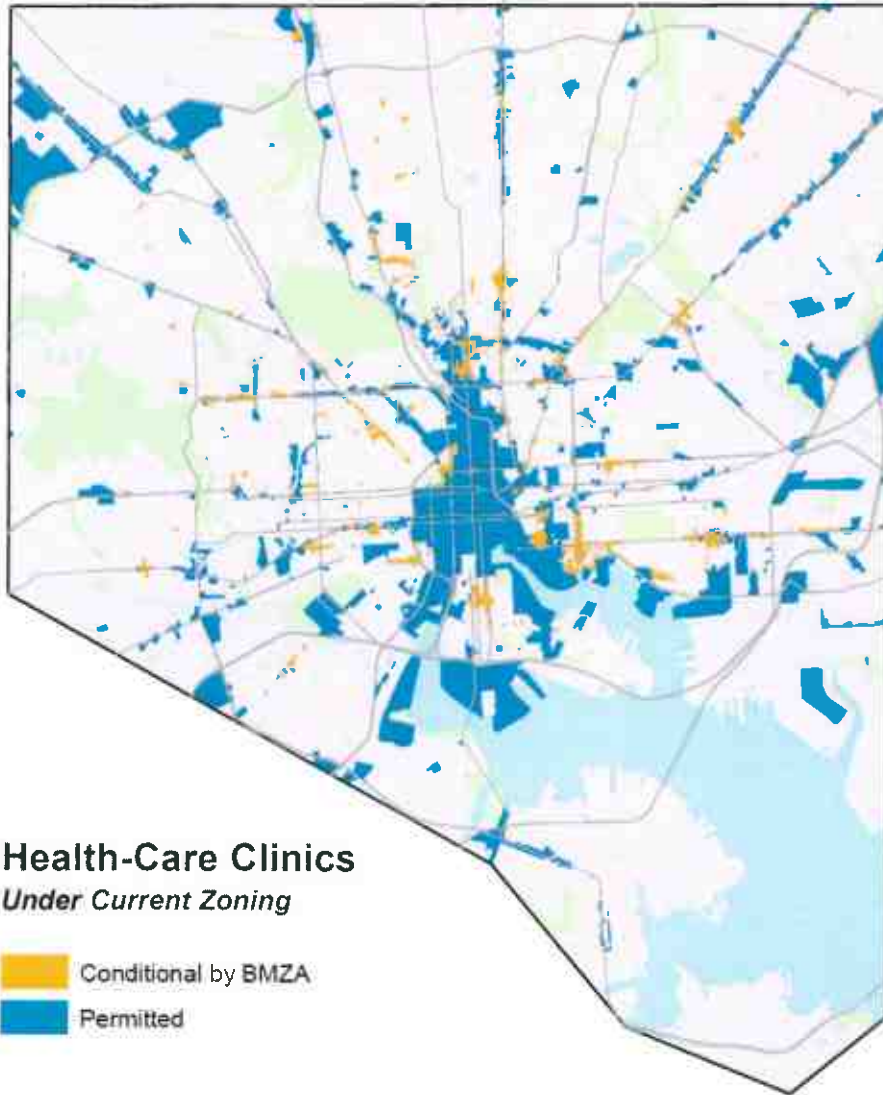 Health-Care Clinics
Under Current Zoning
Conditional by BMZA
Permitted